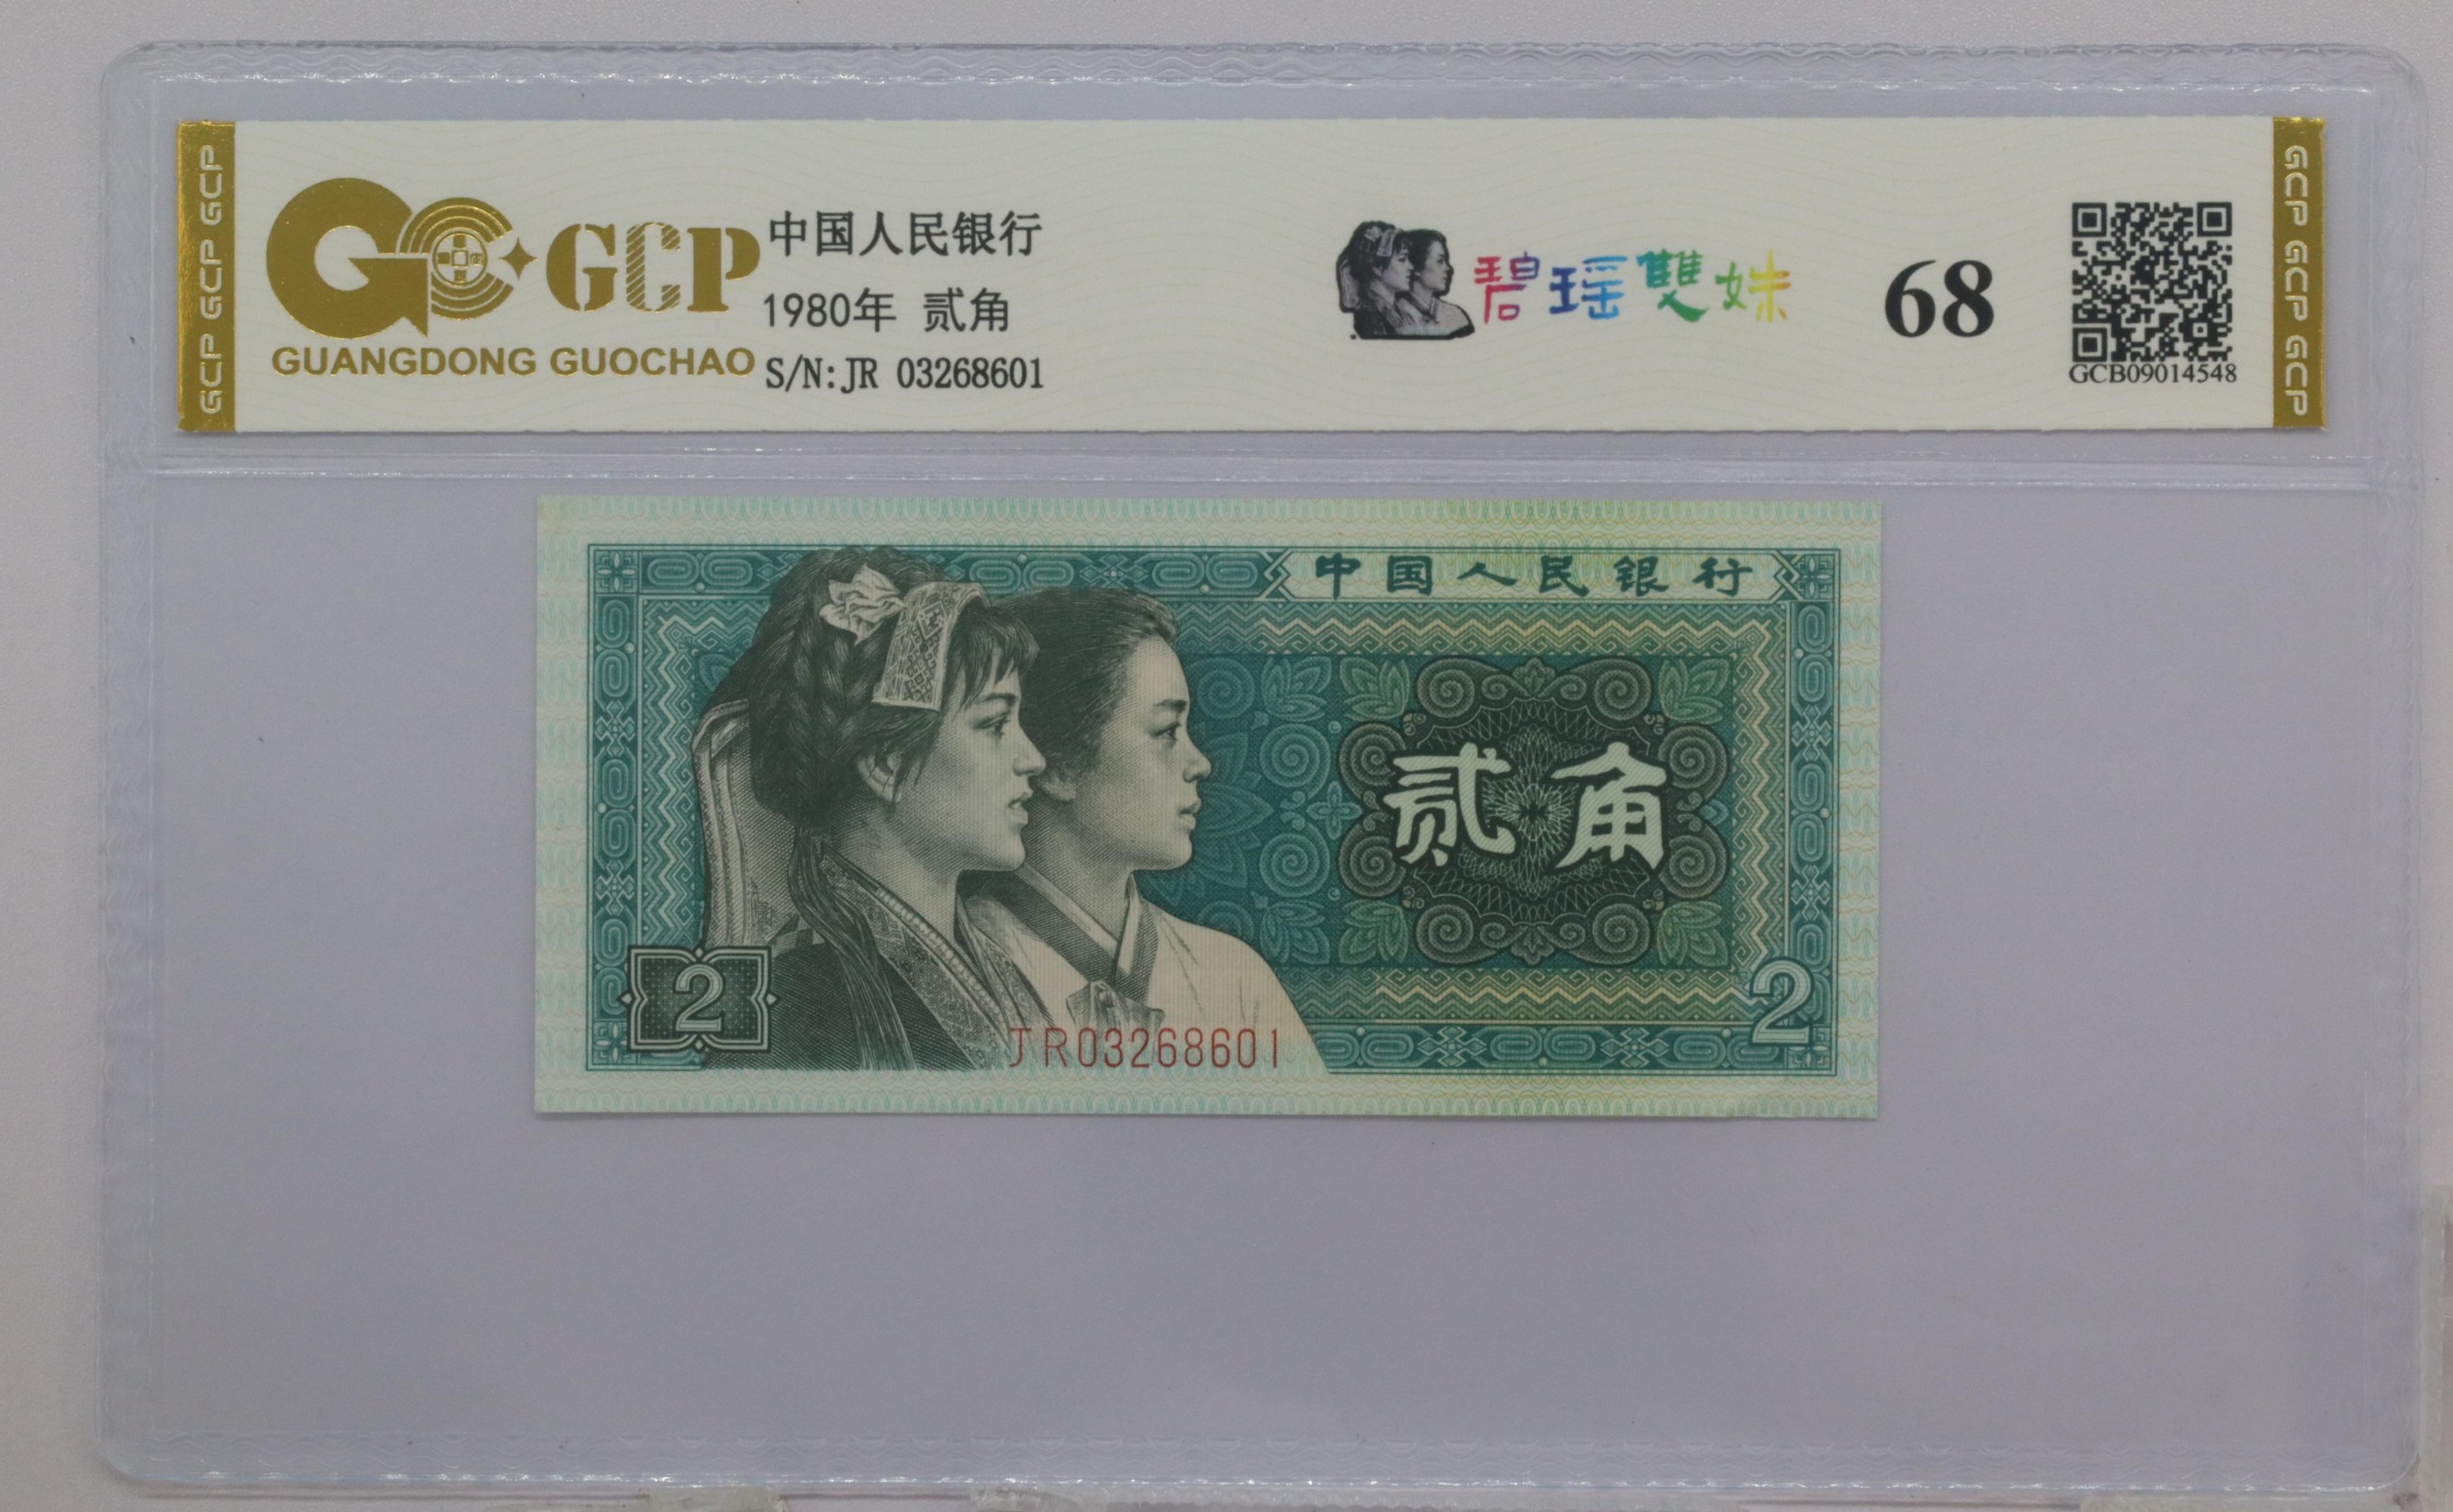 GCP GCP GCP
GCP
GUANGDONG GUOCHAO
中国人民银行
1980年 贰角
S/N:JR 03268601
碧瑶雙姝
68
GCB09014548
GCP GCP GCP
中国人民银行
贰角
2
JR03268601
2